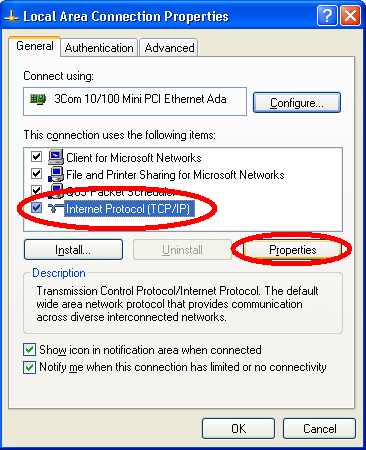 Local Area Connection Properties
General Authentication Advanced
Connect using:
3Com 10/100 Mini PCI Ethernet Ada
Configure...
This connection uses the following items:
Client for Microsoft Networks
File and Printer Sharing for Microsoft Networks
QoS Packet Scheduler
Internet Protocol (TCP/IP)
Install... Uninstall Properties
Description
Transmission Control Protocol/Internet Protocol. The default
wide area network protocol that provides communication
across diverse interconnected networks.
Show icon in notification area when connected
Notify me when this connection has limited or no connectivity
OK Cancel